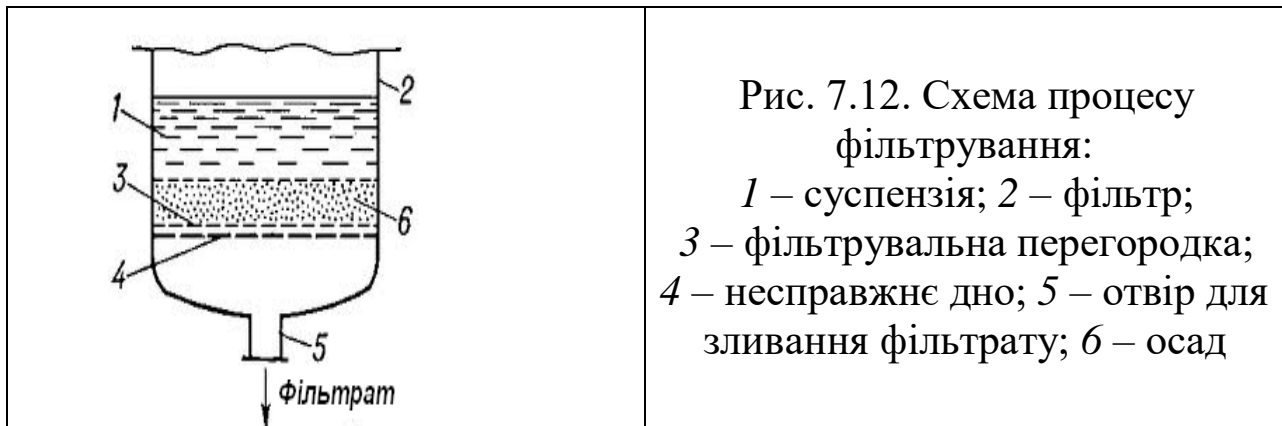 1
2
3
6
4
5
Фільтрат
Рис. 7.12. Схема процесу
фільтрування:
1 – суспензія; 2 – фільтр;
3 – фільтрувальна перегородка;
4 – несправжнє дно; 5 – отвір для
зливання фільтрату; 6 – осад